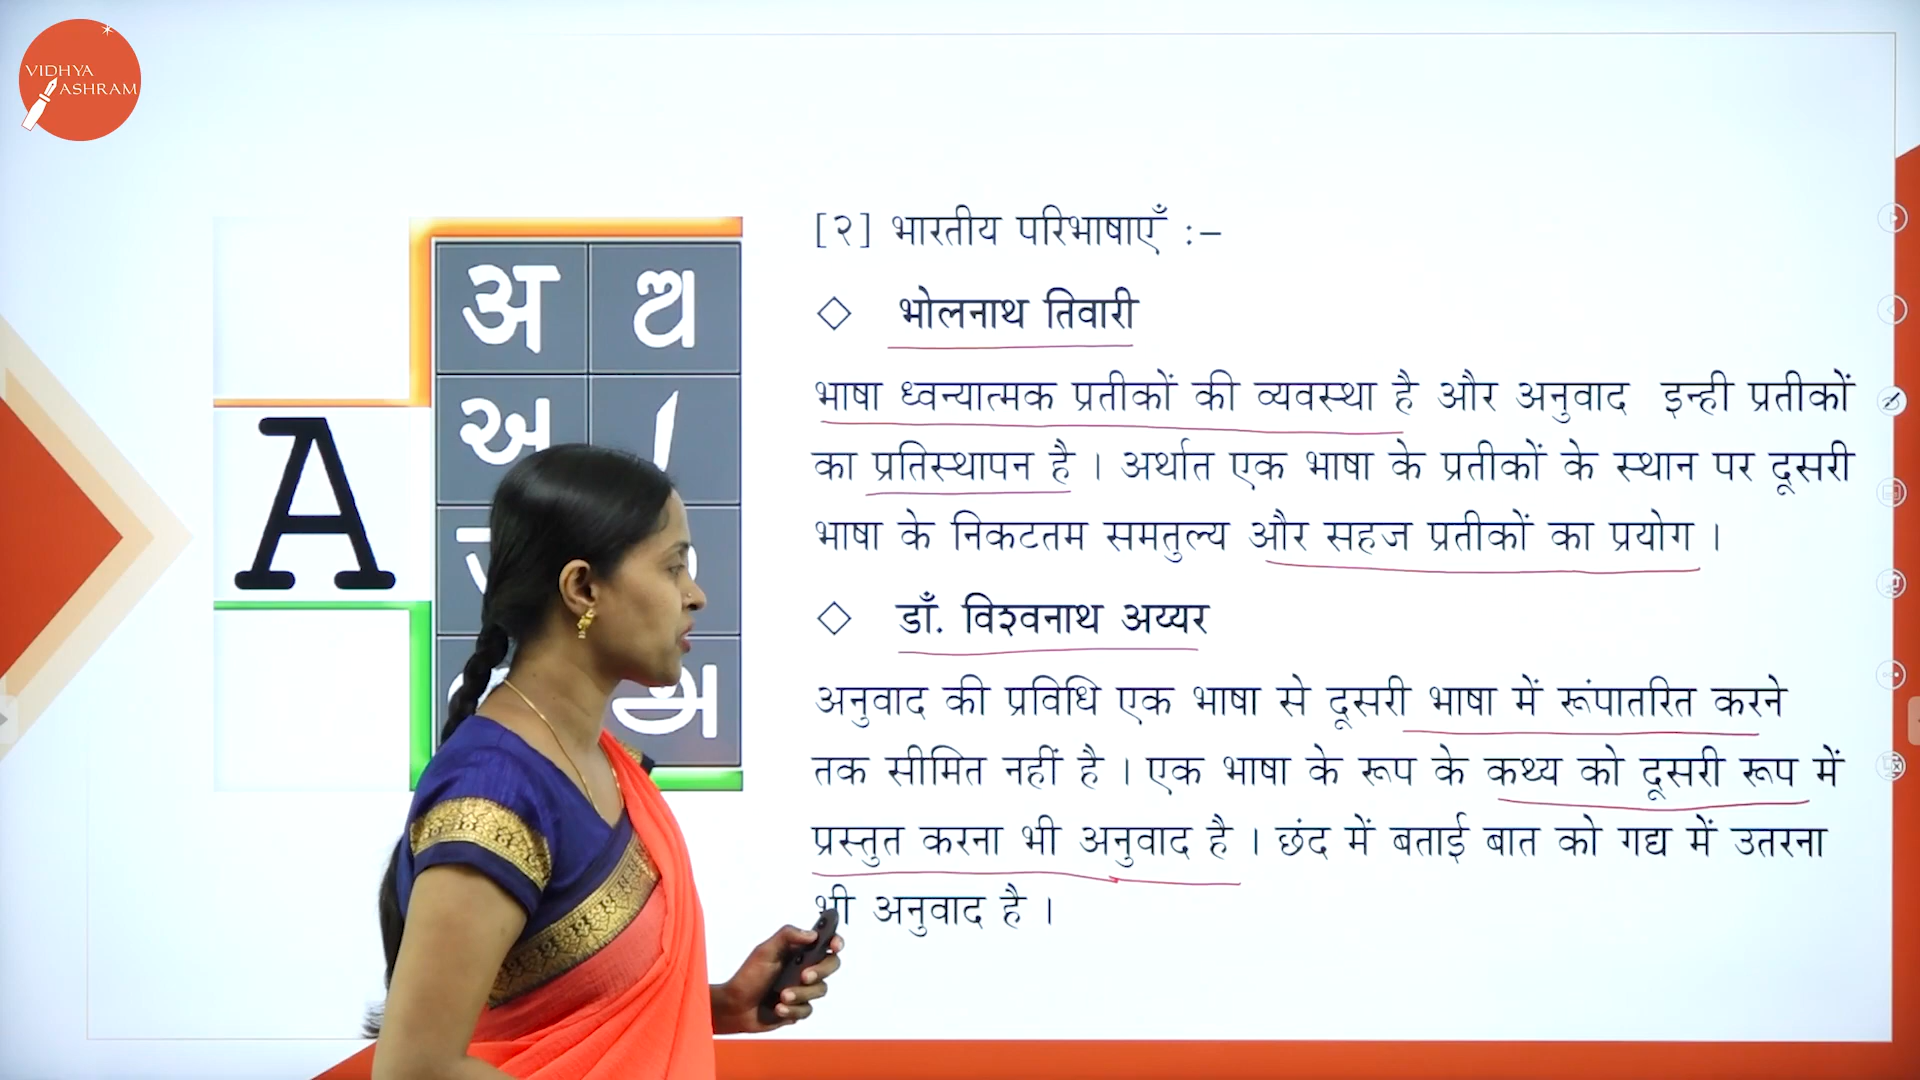 VIDHYA
ASHRAM
[२] भारतीय परिभाषाएँ :–
◇ भोलनाथ तिवारी
भाषा ध्वन्यात्मक प्रतीकों की व्यवस्था है और अनुवाद इन्ही प्रतीकों
का प्रतिस्थापन है । अर्थात एक भाषा के प्रतीकों के स्थान पर दूसरी
भाषा के निकटतम समतुल्य और सहज प्रतीकों का प्रयोग ।
◇ डाँ. विश्वनाथ अय्यर
अनुवाद की प्रविधि एक भाषा से दूसरी भाषा में रूंपातरित करने
तक सीमित नहीं है । एक भाषा के रूप के कथ्य को दूसरी रूप में
प्रस्तुत करना भी अनुवाद है । छंद में बताई बात को गद्य में उतरना
भी अनुवाद है ।
अ
અ
A
அ